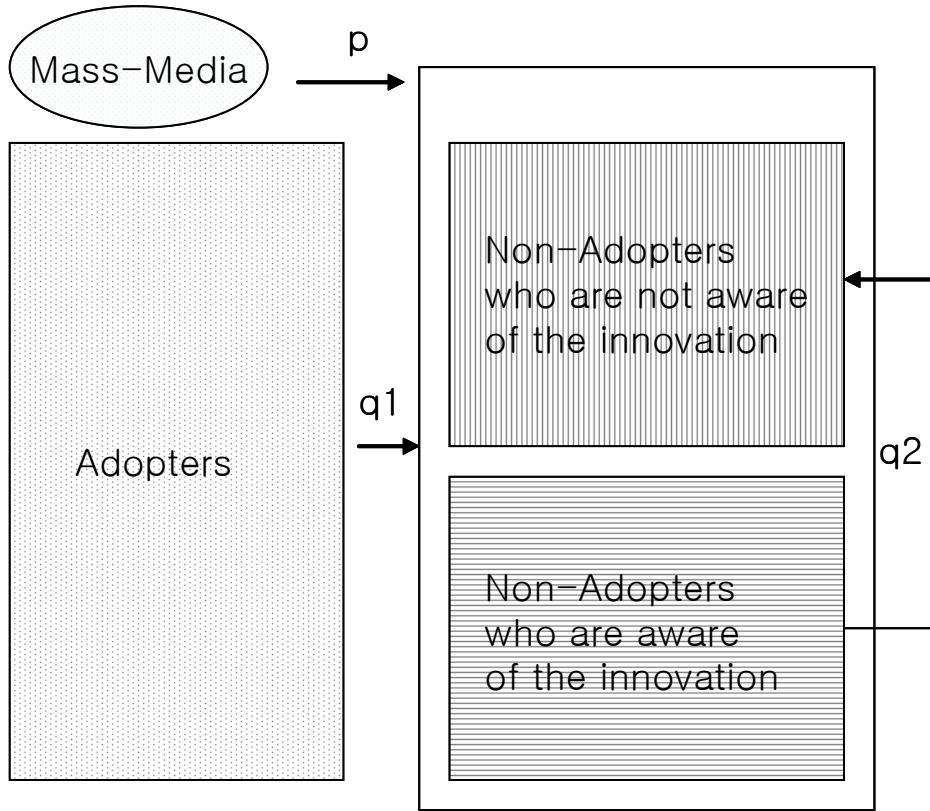 Mass-Media
p
Non-Adopters
who are not aware
of the innovation
q1
Adopters
q2
Non-Adopters
who are aware
of the innovation